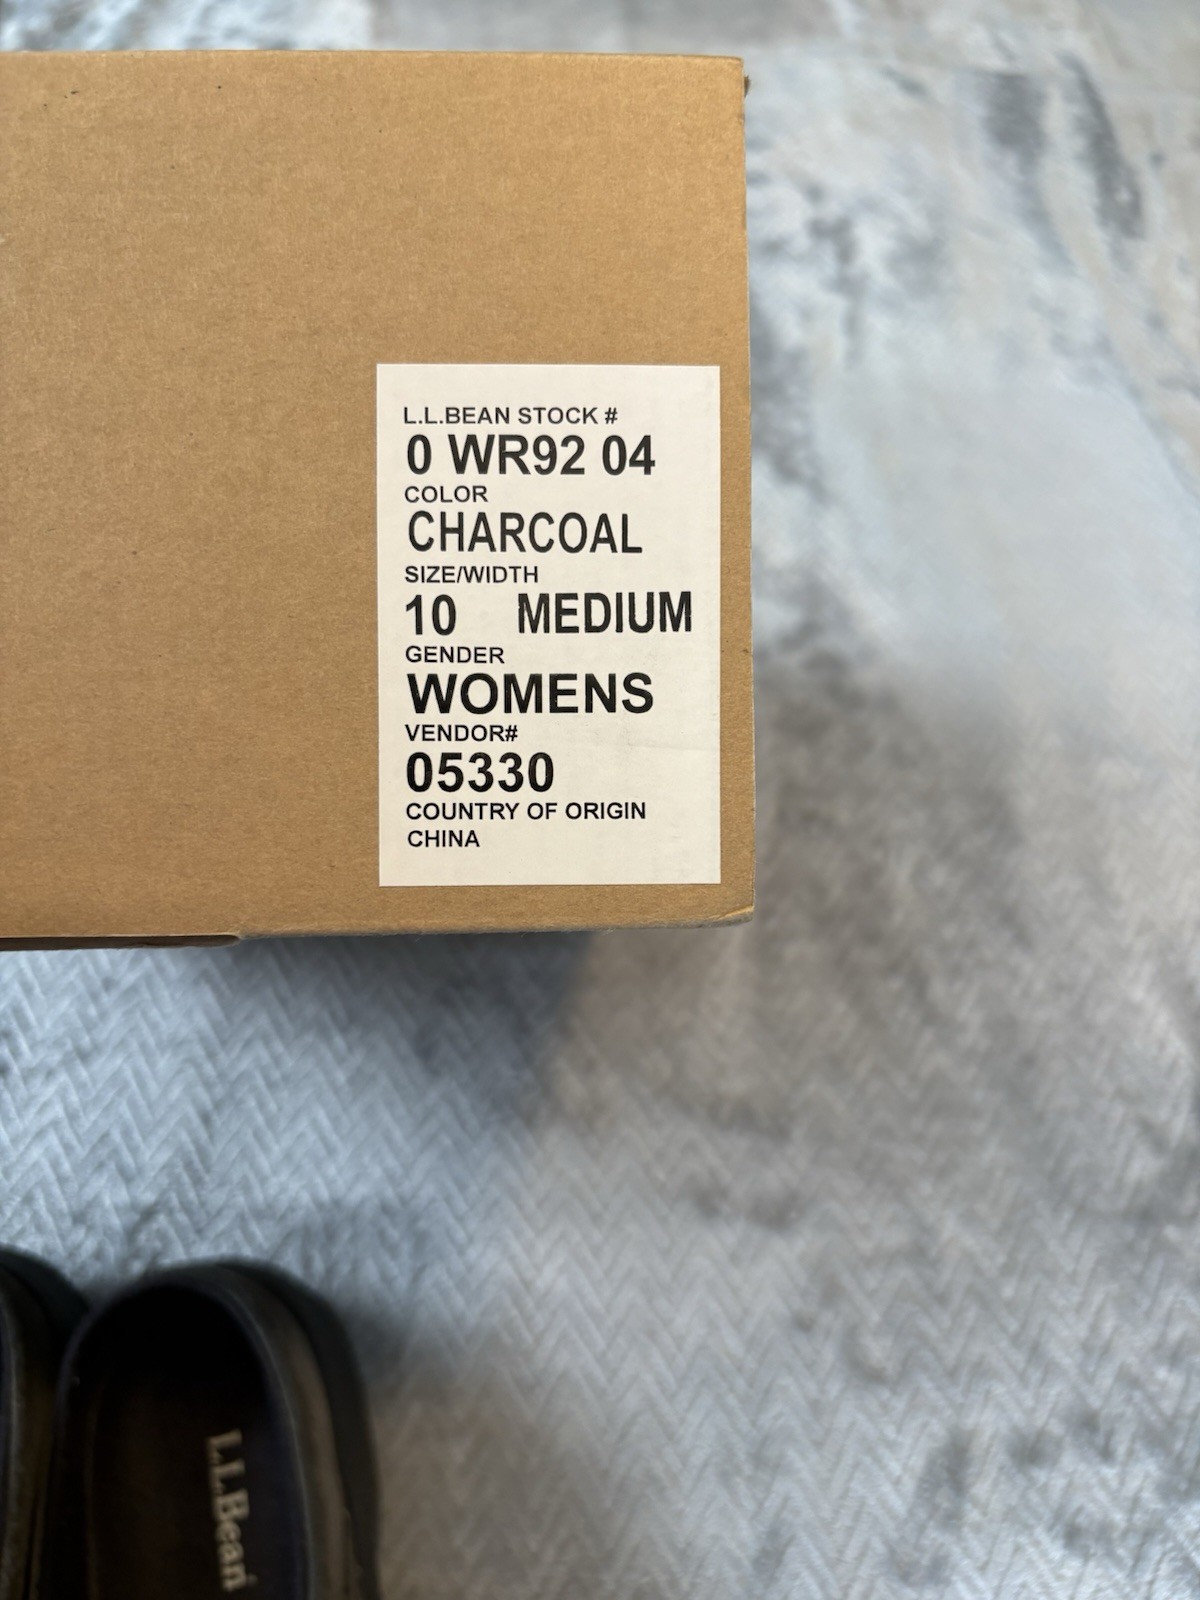 L.L.BEAN STOCK #
0 WR92 04
COLOR
CHARCOAL
SIZE/WIDTH
10 MEDIUM
GENDER
WOMENS
VENDOR#
05330
COUNTRY OF ORIGIN
CHINA
L.L.Bean